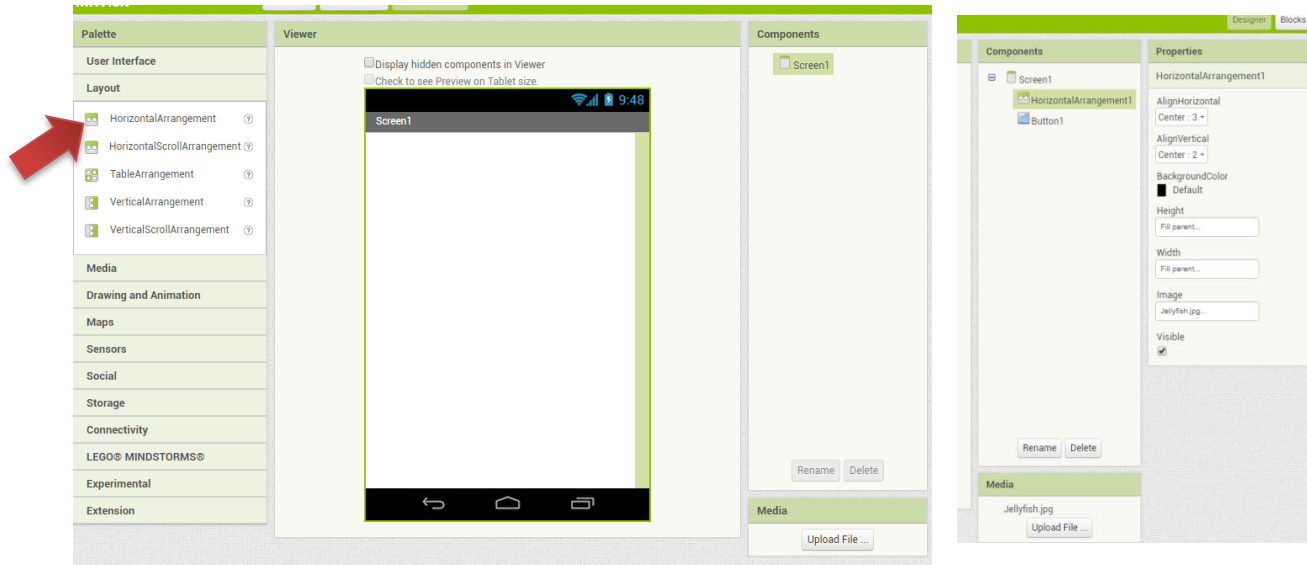 Palette
User Interface
Layout
HorizontalArrangement ?
HorizontalScrollArrangement ?
TableArrangement ?
VerticalArrangement ?
VerticalScrollArrangement ?
Media
Drawing and Animation
Maps
Sensors
Social
Storage
Connectivity
LEGO® MINDSTORMS®
Experimental
Extension
Viewer
Display hidden components in Viewer
Check to see Preview on Tablet size.
9:48
Screen1
Components
Screen1
Rename Delete
Media
Upload File ...
Designer Blocks
Components
Screen1
HorizontalArrangement1
Button1
Rename Delete
Media
Jellyfish.jpg
Upload File ...
Properties
HorizontalArrangement1
AlignHorizontal
Center : 3
AlignVertical
Center : 2
BackgroundColor
Default
Height
Fill parent...
Width
Fill parent...
Image
Jellyfish.jpg...
Visible